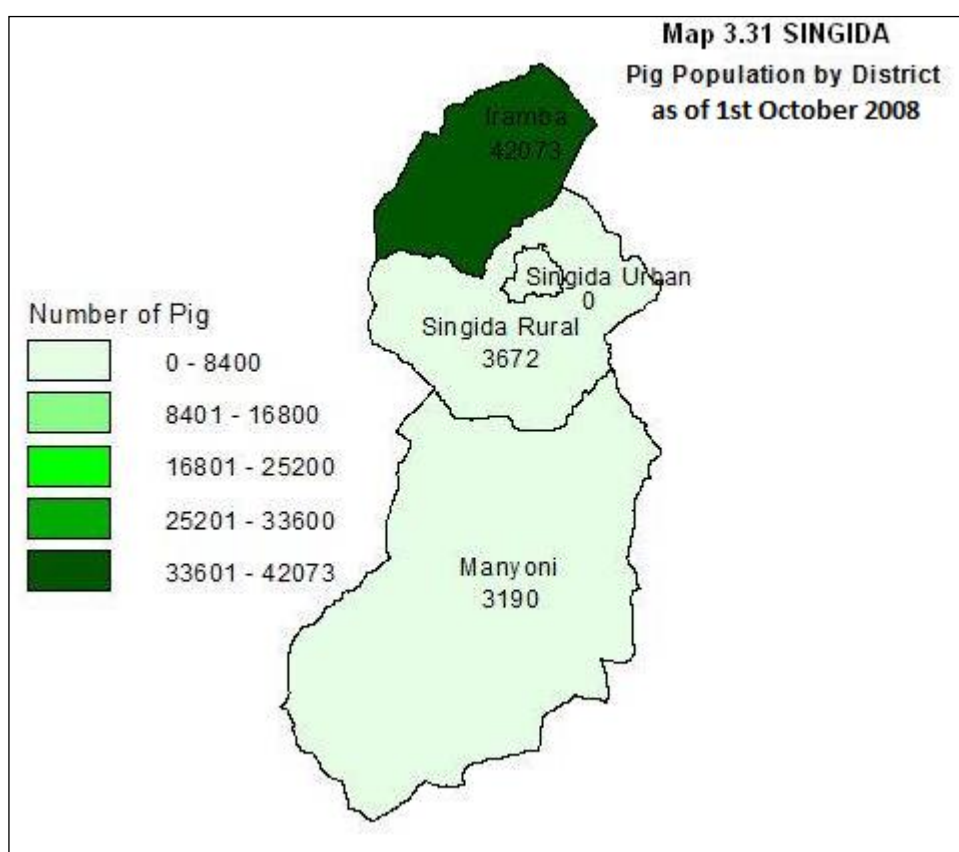 Map 3.31 SINGIDA
Pig Population by District
as of 1st October 2008
Iramba
42073
Singida Urban
0
Singida Rural
3672
Manyoni
3190
Number of Pig
0 - 8400
8401 - 16800
16801 - 25200
25201 - 33600
33601 - 42073